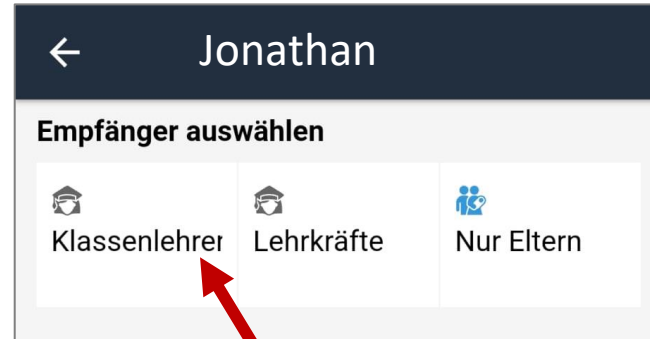 Jonathan
Empfänger auswählen
Klassenlehrer
Lehrkräfte
Nur Eltern